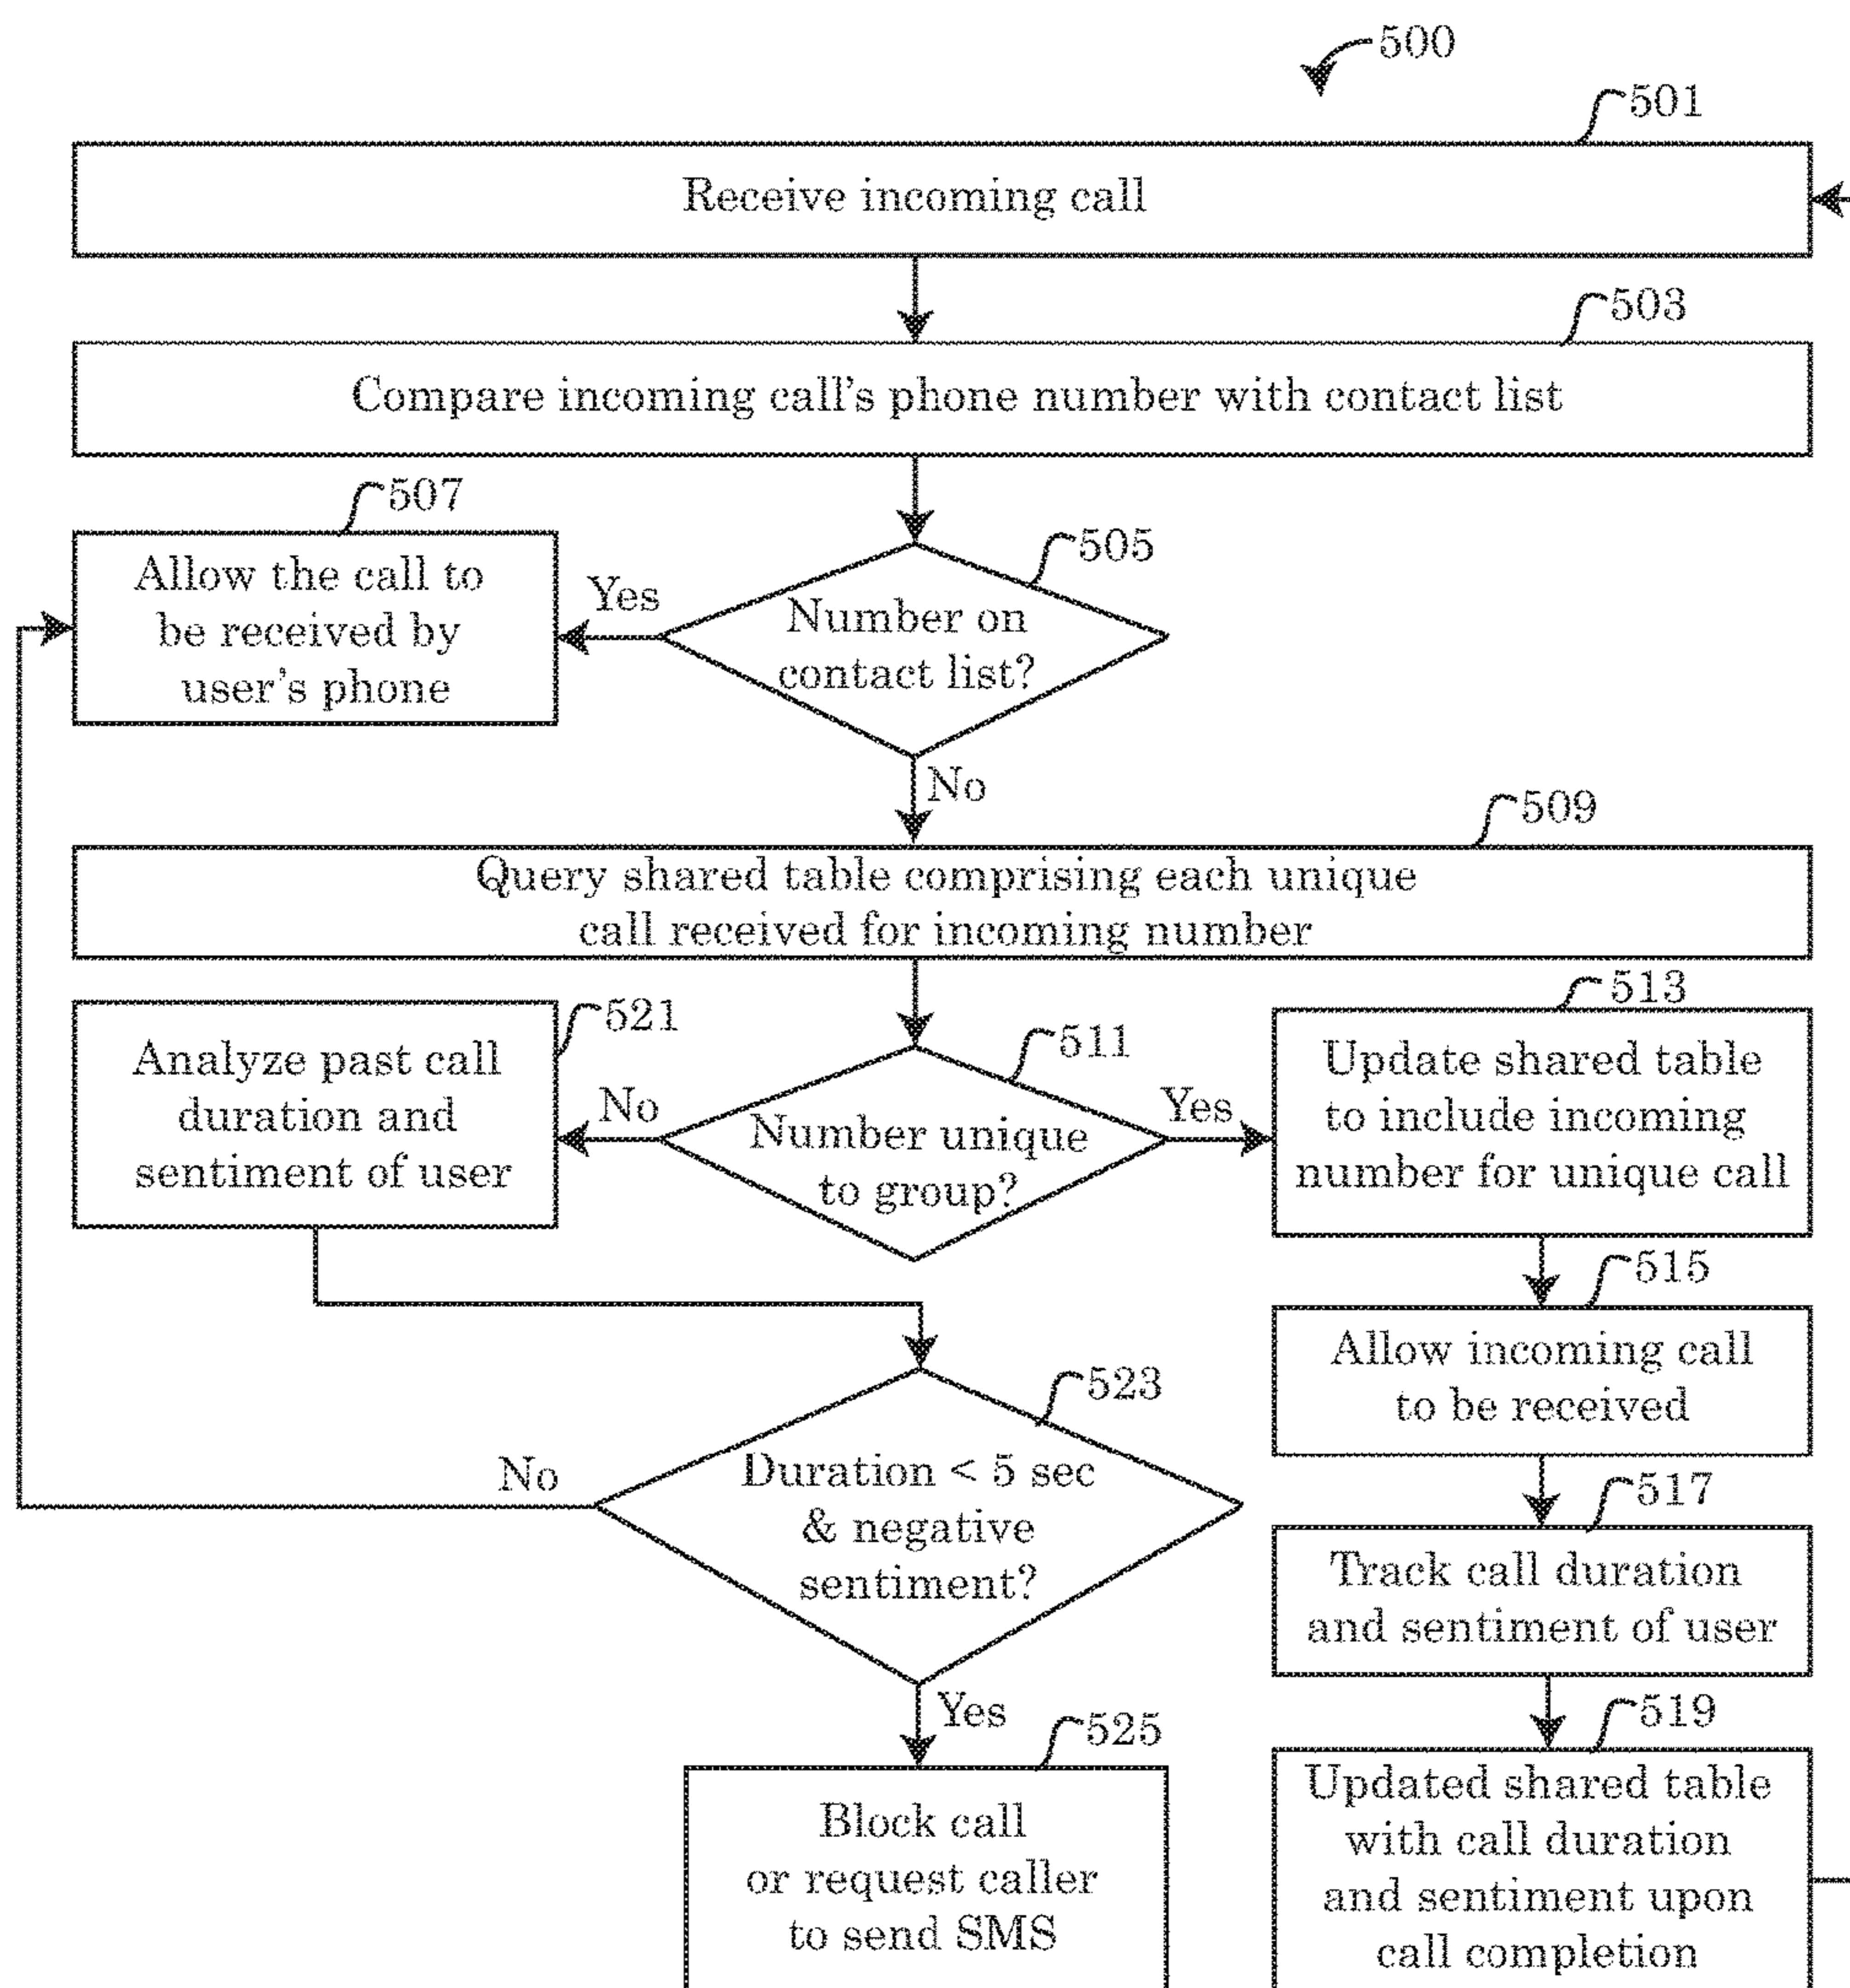 500
501
Receive incoming call
503
Compare incoming call's phone number with contact list
507
Allow the call to
be received by
user's phone
Yes
505
Number on
contact list?
No
509
Query shared table comprising each unique
call received for incoming number
521
Analyze past call
duration and
sentiment of user
No
511
Number unique
to group?
Yes
513
Update shared table
to include incoming
number for unique call
515
Allow incoming call
to be received
523
Duration < 5 sec
& negative
sentiment?
No
517
Track call duration
and sentiment of user
Yes
525
Block call
or request caller
to send SMS
519
Updated shared table
with call duration
and sentiment upon
call completion